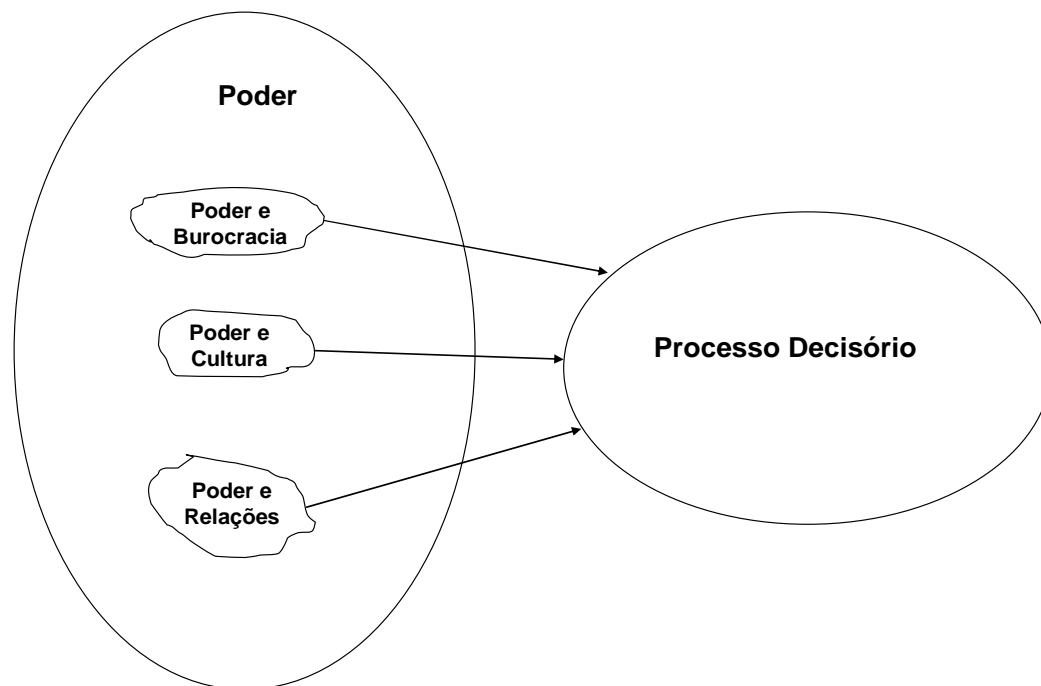 Poder
Poder e
Burocracia
Poder e
Cultura
Processo Decisório
Poder e
Relações